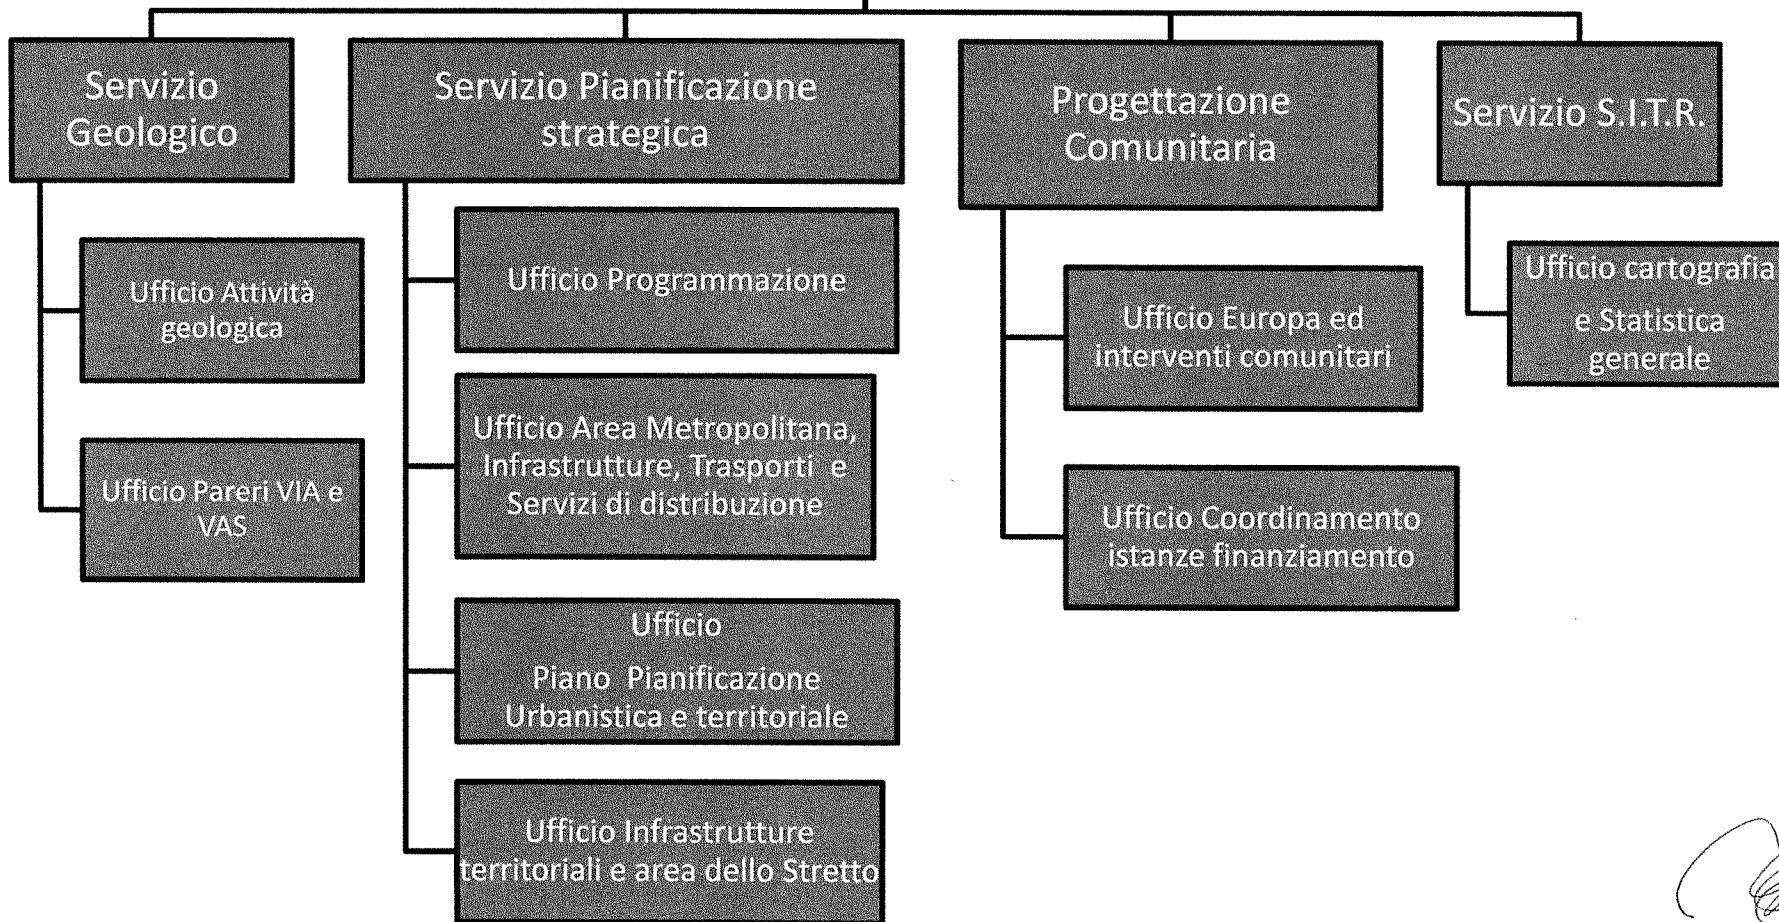 Servizio
Geologico
Ufficio Attività
geologica
Ufficio Pareri VIA e
VAS
Servizio Pianificazione
strategica
Ufficio Programmazione
Ufficio Area Metropolitana,
Infrastrutture, Trasporti e
Servizi di distribuzione
Ufficio
Piano Pianificazione
Urbanistica e territoriale
Ufficio Infrastrutture
territoriali e area dello Stretto
Progettazione
Comunitaria
Ufficio Europa ed
interventi comunitari
Ufficio Coordinamento
istanze finanziamento
Servizio S.I.T.R.
Ufficio cartografia
e Statistica
generale